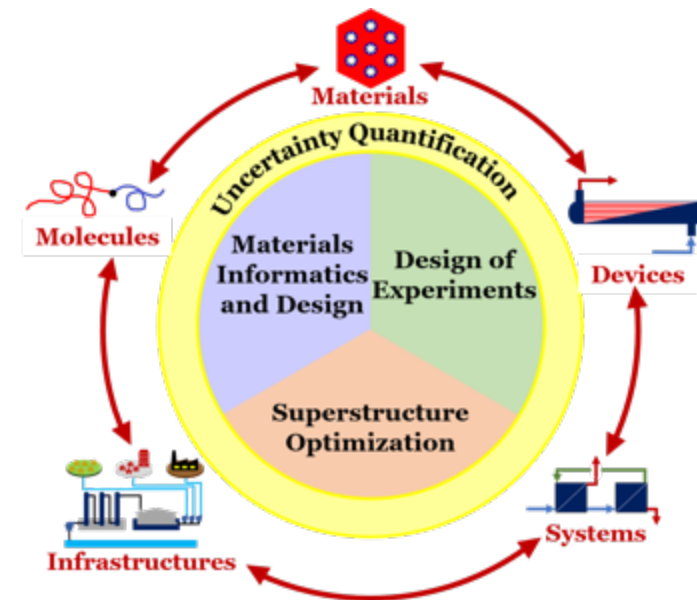 Materials
Uncertainty Quantification
Molecules
Materials
Informatics
and Design
Design of
Experiments
Devices
Superstructure
Optimization
Infrastructures
Systems